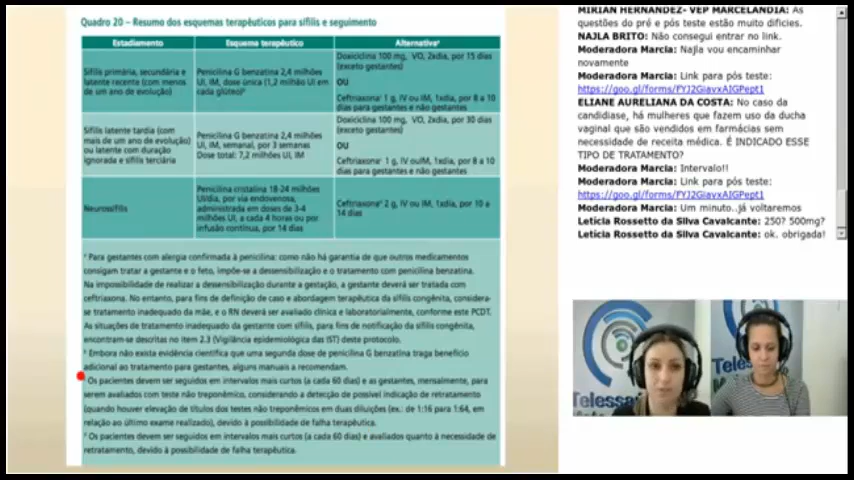 Quadro 20 – Resumo dos esquemas terapêuticos para sífilis e seguimento
Estadiamento
Esquema terapêutico
Alternativaª
Sífilis primária, secundária e
latente recente (com menos
de um ano de evolução)
Penicilina G benzatina 2,4 milhões
UI, IM, dose única (1,2 milhão UI em
cada glúteo)ᵇ
Doxiciclina 100 mg, VO, 2xdia, por 15 dias
(exceto gestantes)
OU
Ceftriaxonaᶜ 1 g, IV ou IM, 1xdia, por 8 a 10
dias para gestantes e não gestantes
Sífilis latente tardia (com
mais de um ano de evolução)
ou latente com duração
ignorada e sífilis terciária
Penicilina G benzatina 2,4 milhões
UI, IM, semanal, por 3 semanas
Dose total: 7,2 milhões UI, IM
Doxiciclina 100 mg, VO, 2xdia, por 30 dias
(exceto gestantes)
OU
Ceftriaxonaᶜ 1 g, IV ouIM, 1xdia, por 8 a 10
dias para gestantes e não gestantes
Neurossífilis
Penicilina cristalina 18-24 milhões
UI/dia, por via endovenosa,
administrada em doses de 3-4
milhões UI, a cada 4 horas ou por
infusão contínua, por 14 dias
Ceftriaxonaᵈ 2 g, IV ou IM, 1xdia, por 10 a
14 dias
ª Para gestantes com alergia confirmada à penicilina: como não há garantia de que outros medicamentos
consigam tratar a gestante e o feto, impõe-se a dessensibilização e o tratamento com penicilina benzatina.
Na impossibilidade de realizar a dessensibilização durante a gestação, a gestante deverá ser tratada com
ceftriaxona. No entanto, para fins de definição de caso e abordagem terapêutica da sífilis congênita, considera-
se tratamento inadequado da mãe, e o RN deverá ser avaliado clínica e laboratorialmente, conforme este PCDT.
As situações de tratamento inadequado da gestante com sífilis, para fins de notificação da sífilis congênita,
encontram-se descritas no item 2.3 (Vigilância epidemiológica das IST) deste protocolo.
ᵇ Embora não exista evidência científica que uma segunda dose de penicilina G benzatina traga benefício
adicional ao tratamento para gestantes, alguns manuais a recomendam.
Os pacientes devem ser seguidos em intervalos mais curtos (a cada 60 dias) e as gestantes, mensalmente, para
serem avaliados com teste não treponêmico, considerando a detecção de possível indicação de retratamento
(quando houver elevação de títulos dos testes não treponêmicos em duas diluições (ex.: de 1:16 para 1:64, em
relação ao último exame realizado), devido à possibilidade de falha terapêutica.
ᵈ Os pacientes devem ser seguidos em intervalos mais curtos (a cada 60 dias) e avaliados quanto à necessidade de
retratamento, devido à possibilidade de falha terapêutica.
MIRIAN HERNANDEZ- VEP MARCELANDIA: As
questões do pré e pós teste estão muito dificies.
NAJLA BRITO: Não consegui entrar no link.
Moderadora Marcia: Najla vou encaminhar
novamente
Moderadora Marcia: Link para pós teste:
https://goo.gl/forms/FYJ2GiavxAIGPept1
ELIANE AURELIANA DA COSTA: No caso da
candidiase, há mulheres que fazem uso da ducha
vaginal que são vendidos em farmácias sem
necessidade de receita médica. É INDICADO ESSE
TIPO DE TRATAMENTO?
Moderadora Marcia: Intervalo!!
Moderadora Marcia: Link para pós teste:
https://goo.gl/forms/FYJ2GiavxAIGPept1
Moderadora Marcia: Um minuto..já voltaremos
Letícia Rossetto da Silva Cavalcante: 250? 500mg?
Letícia Rossetto da Silva Cavalcante: ok. obrigada!